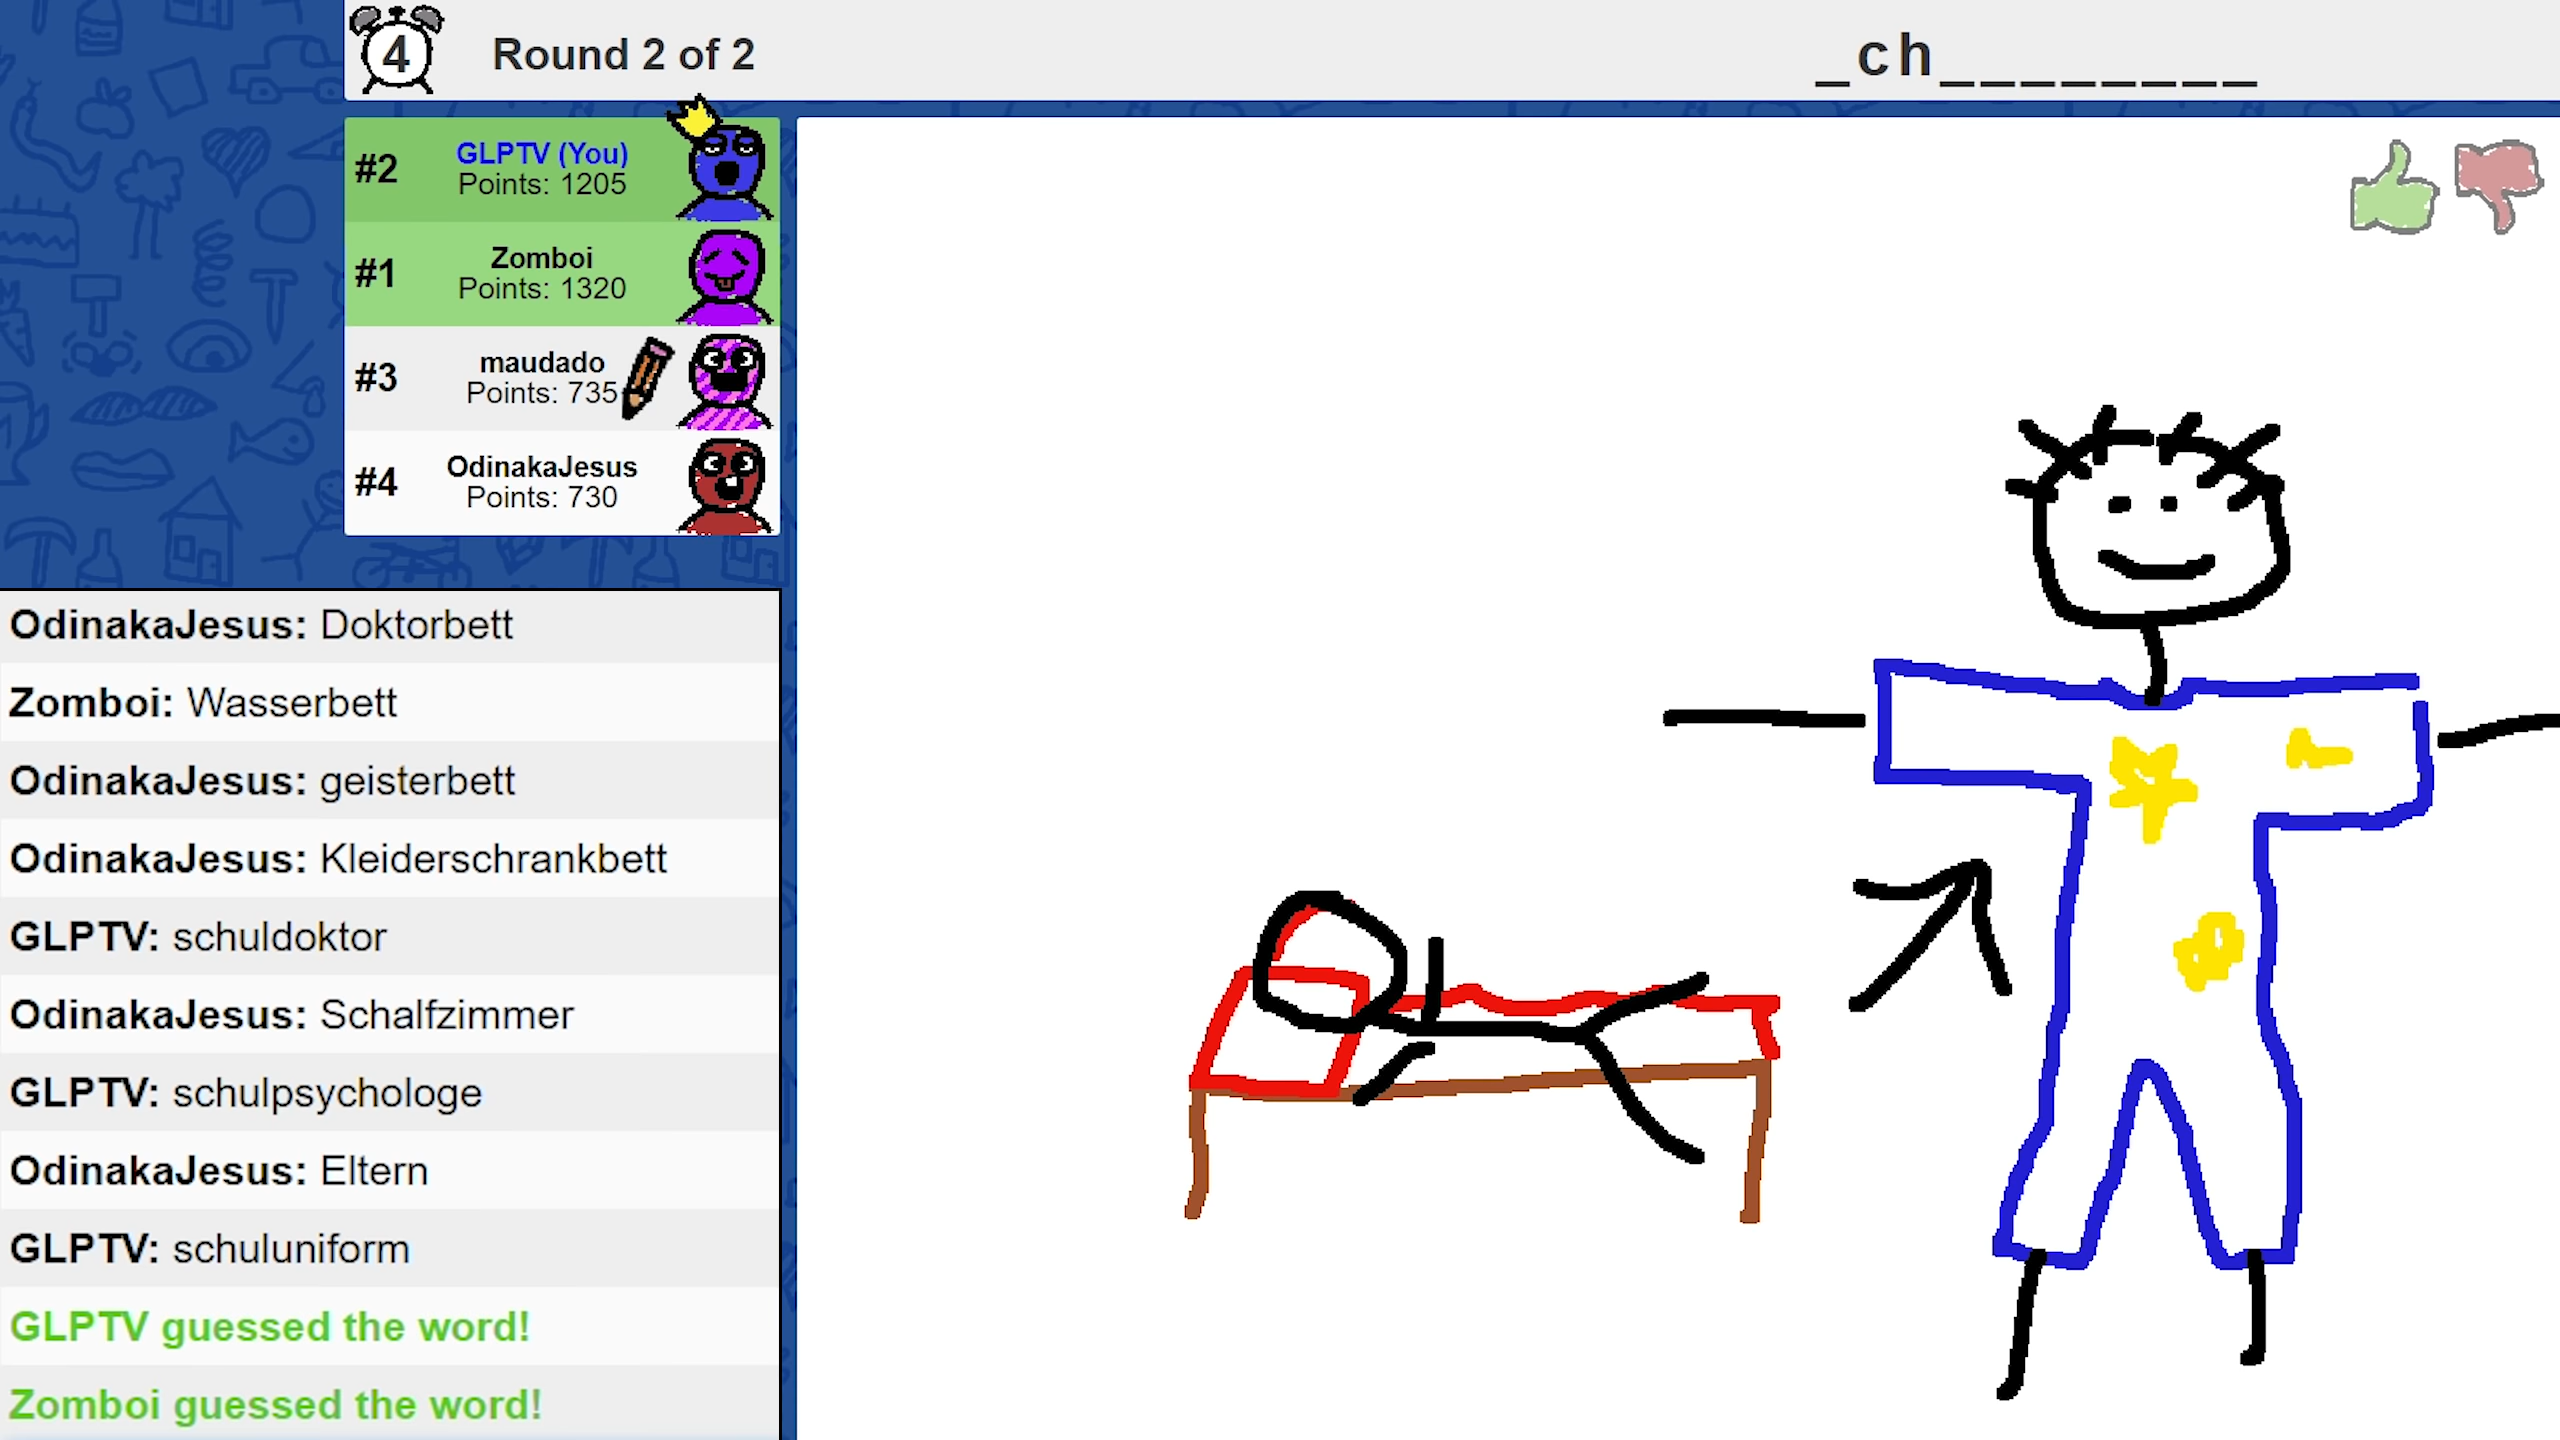 4
Round 2 of 2
_ch________
#2
GLPTV (You)
Points: 1205
#1
Zomboi
Points: 1320
#3
maudado
Points: 735
#4
OdinakaJesus
Points: 730
OdinakaJesus: Doktorbett
Zomboi: Wasserbett
OdinakaJesus: geisterbett
OdinakaJesus: Kleiderschrankbett
GLPTV: schuldoktor
OdinakaJesus: Schalfzimmer
GLPTV: schulpsychologe
OdinakaJesus: Eltern
GLPTV: schuluniform
GLPTV guessed the word!
Zomboi guessed the word!